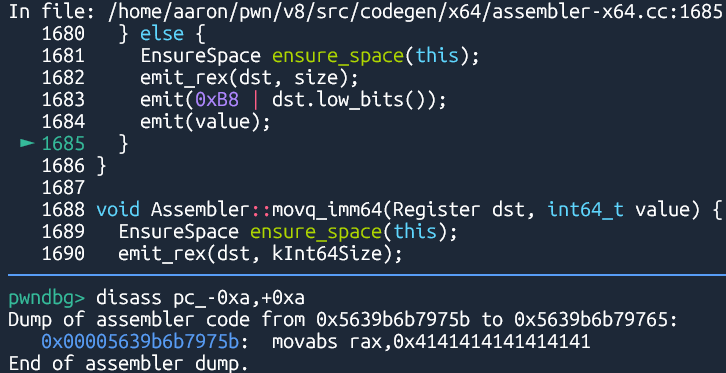 In file: /home/aaron/pwn/v8/src/codegen/x64/assembler-x64.cc:1685
1680 } else {
1681 EnsureSpace ensure_space(this);
1682 emit_rex(dst, size);
1683 emit(0xB8 | dst.low_bits());
1684 emit(value);
► 1685 }
1686 }
1687
1688 void Assembler::movq_imm64(Register dst, int64_t value) {
1689 EnsureSpace ensure_space(this);
1690 emit_rex(dst, kInt64Size);
pwndbg> disass pc_-0xa,+0xa
Dump of assembler code from 0x5639b6b7975b to 0x5639b6b79765:
0x00005639b6b7975b: movabs rax,0x4141414141414141
End of assembler dump.